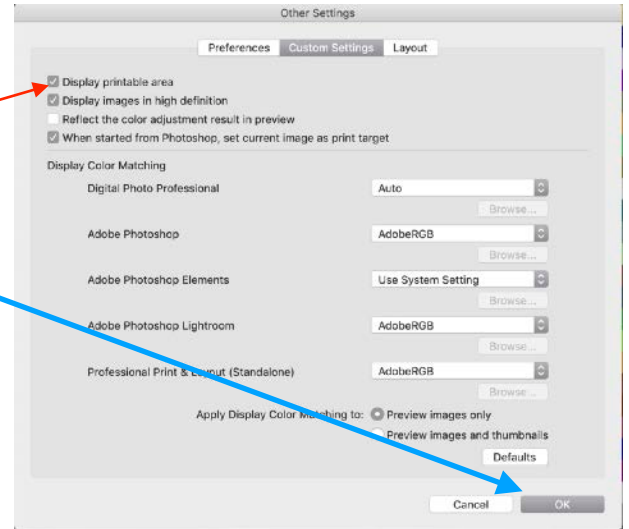 Other Settings
Preferences Custom Settings Layout
Display printable area
Display images in high definition
Reflect the color adjustment result in preview
When started from Photoshop, set current image as print target
Display Color Matching
Digital Photo Professional Auto
Browse...
Adobe Photoshop AdobeRGB
Browse...
Adobe Photoshop Elements Use System Setting
Browse...
Adobe Photoshop Lightroom AdobeRGB
Browse...
Professional Print & Layout (Standalone) AdobeRGB
Browse...
Apply Display Color Matching to: Preview images only
Preview images and thumbnails
Defaults
Cancel OK